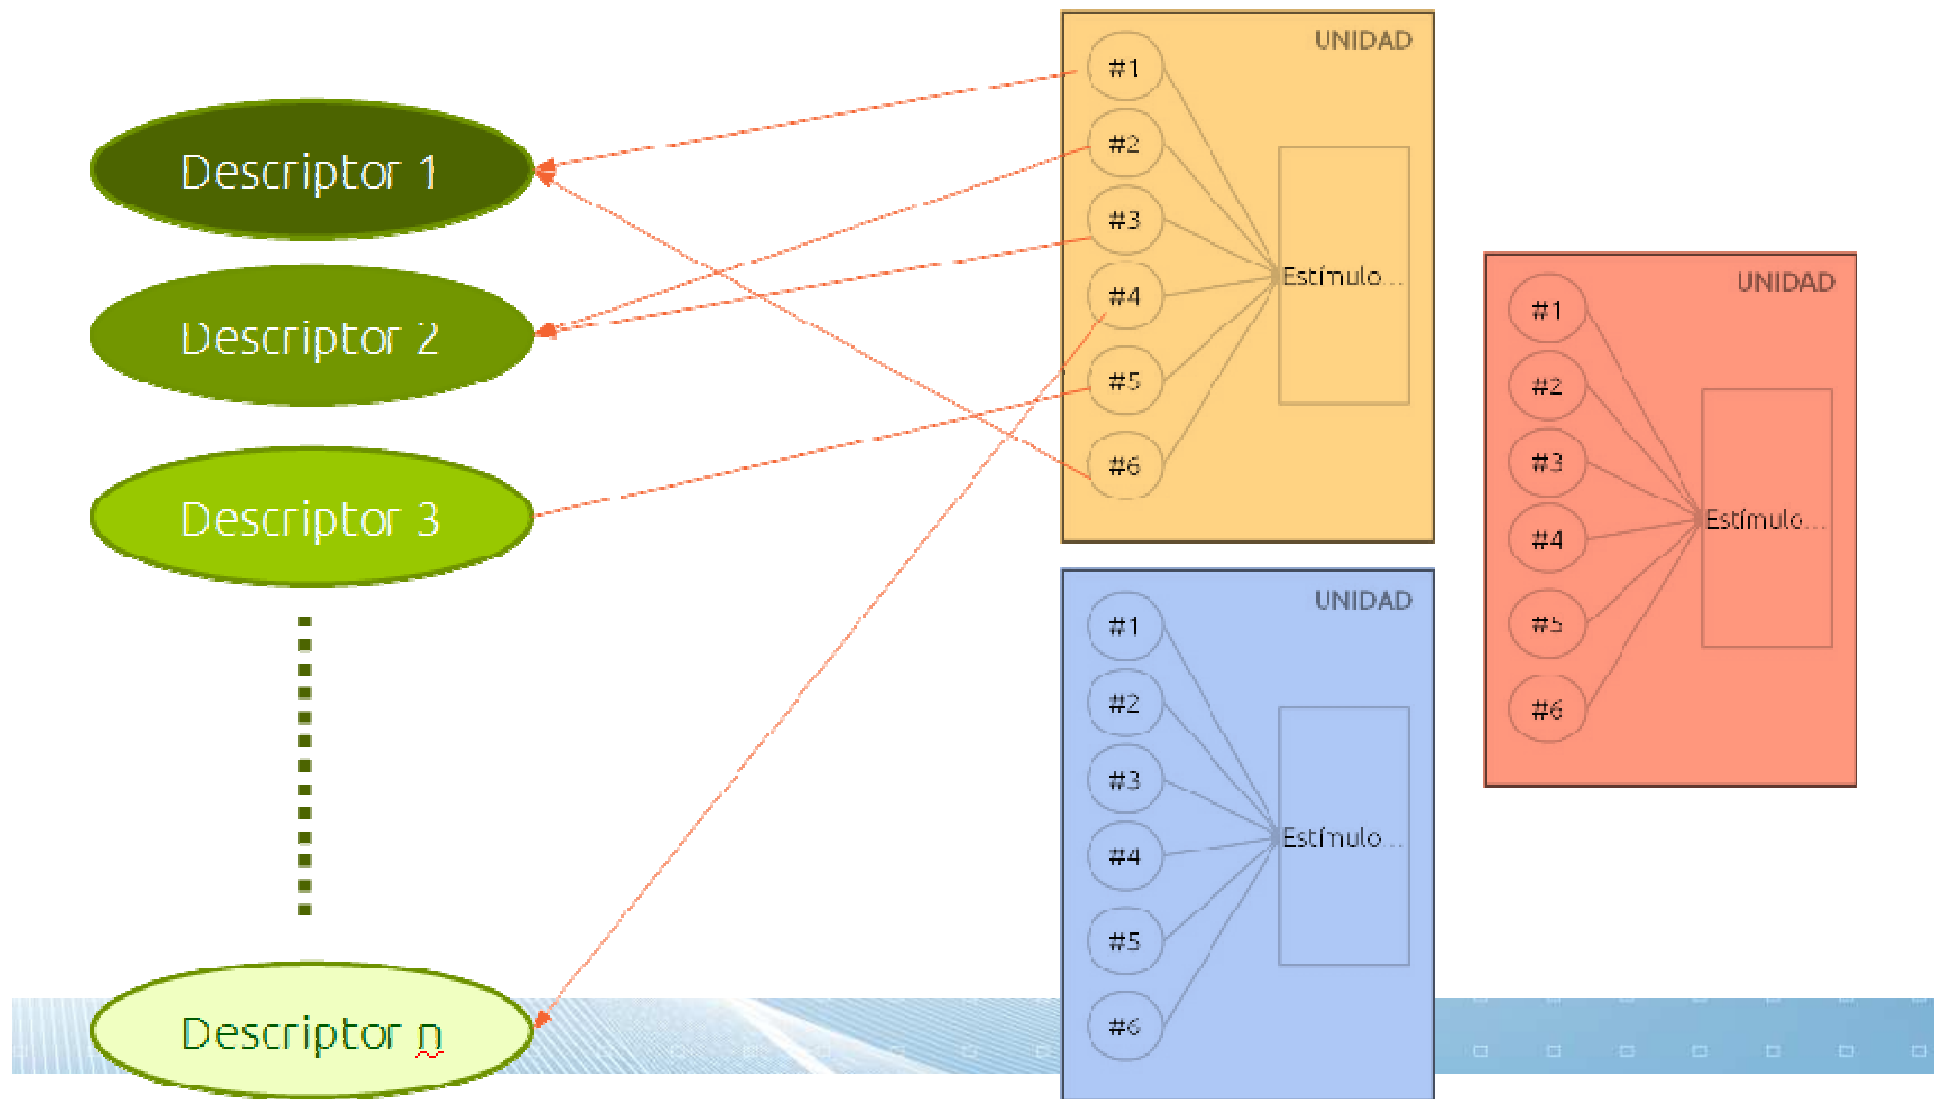 Descriptor 1
Descriptor 2
Descriptor 3
Descriptor n
UNIDAD
#1
#2
#3
#4
#5
#6
Estímulo...
UNIDAD
#1
#2
#3
#4
#5
#6
Estímulo...
UNIDAD
#1
#2
#3
#4
#5
#6
Estímulo...